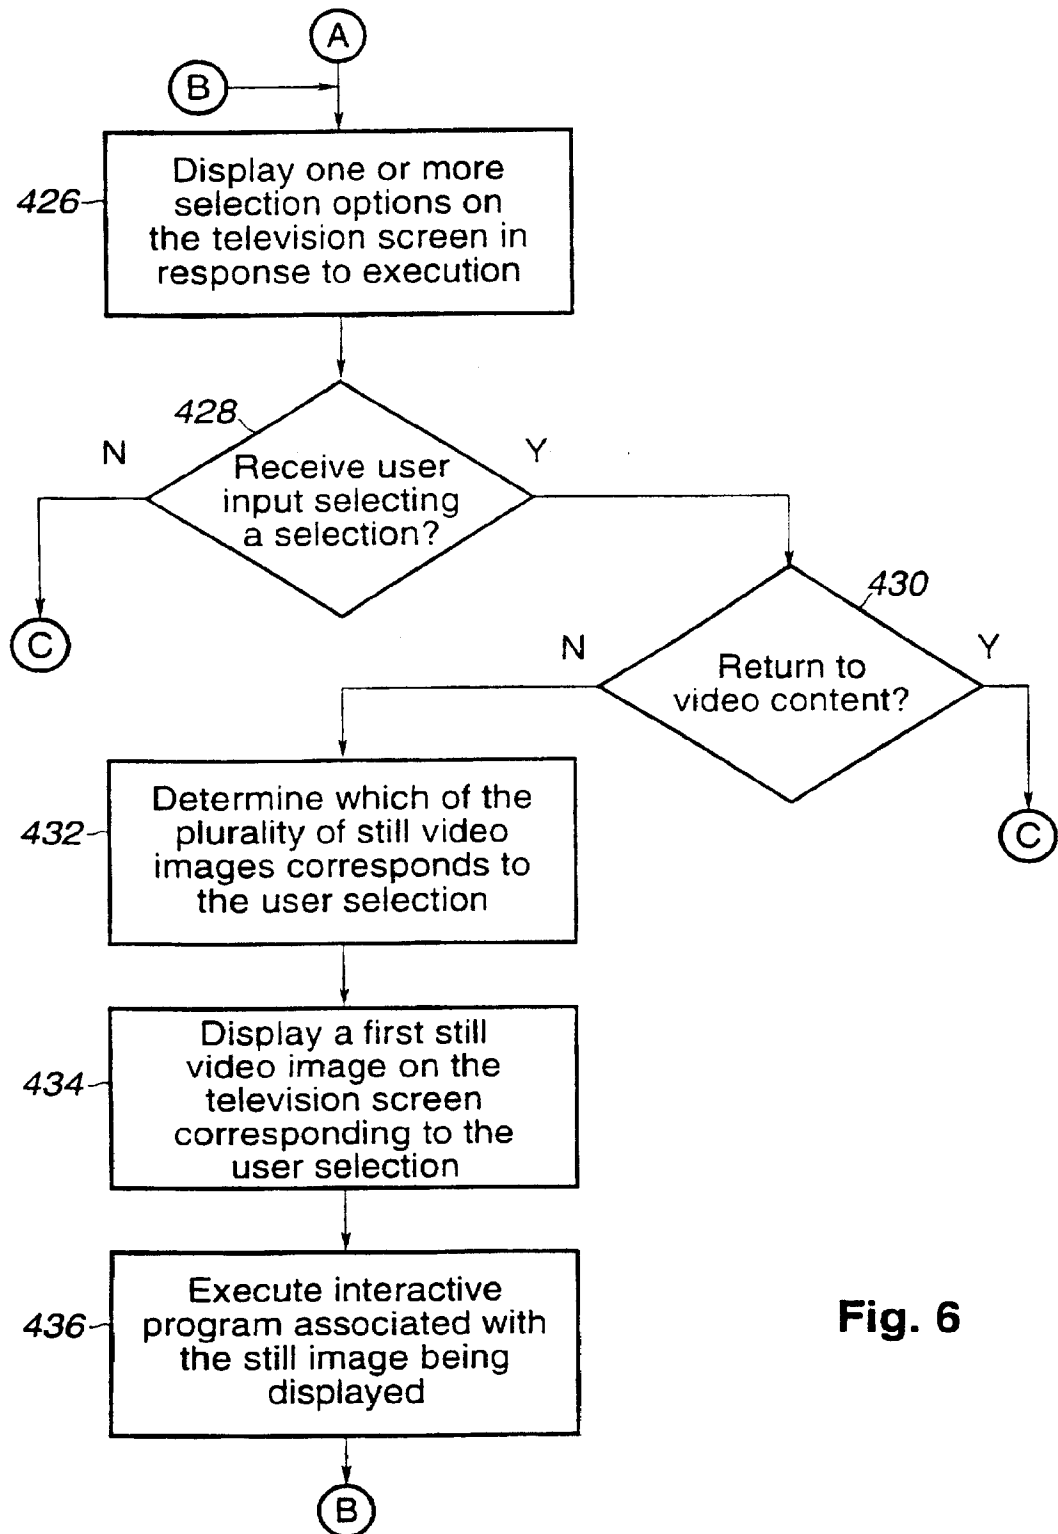 A
B
426
Display one or more
selection options on
the television screen in
response to execution
428
N
Y
Receive user
input selecting
a selection?
430
C
N
Y
Return to
video content?
432
Determine which of the
plurality of still video
images corresponds to
the user selection
C
434
Display a first still
video image on the
television screen
corresponding to the
user selection
436
Execute interactive
program associated with
the still image being
displayed
Fig. 6
B